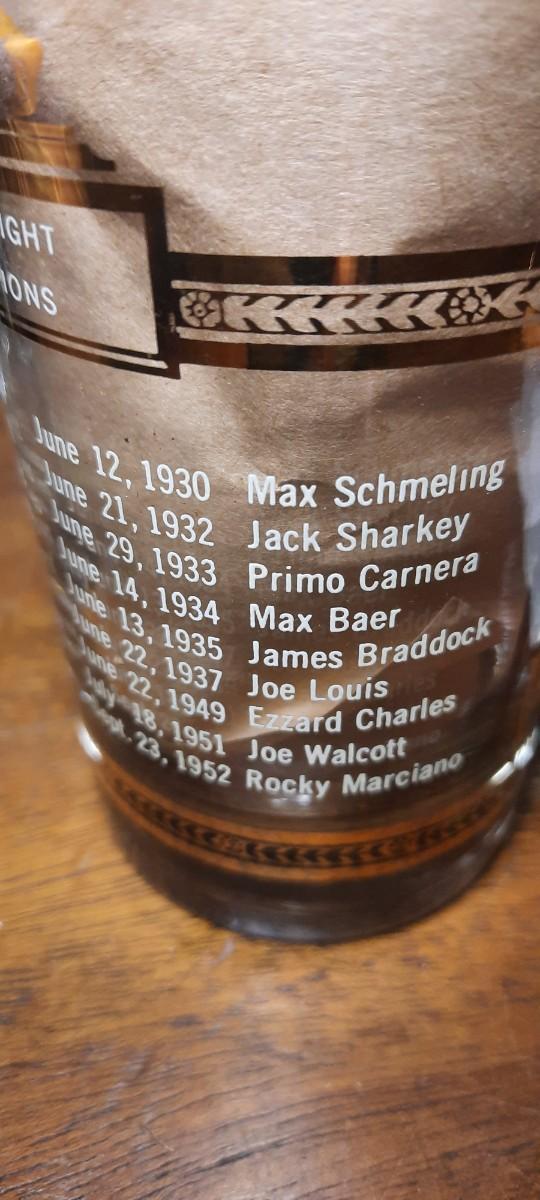 IGHT
IONS
June 12, 1930 Max Schmeling
June 21, 1932 Jack Sharkey
June 29, 1933 Primo Carnera
June 14, 1934 Max Baer
June 13, 1935 James Braddock
June 22, 1937 Joe Louis
June 22, 1949 Ezzard Charles
July 18, 1951 Joe Walcott
Sept. 23, 1952 Rocky Marciano